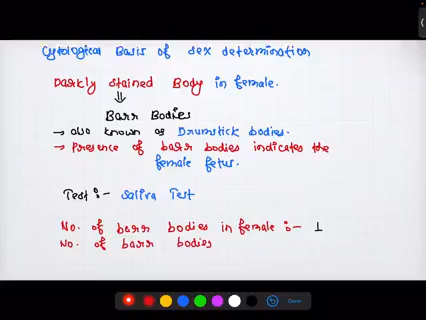 Cytological Basis of sex determination
Darkly stained Body in female.
⇓
Barr Bodies
→ also known as Drumstick bodies.
→ Presence of barr bodies indicates the
female fetus.
Test :- Saliva Test
No. of barr bodies in female :- 1
No. of barr bodies
Done